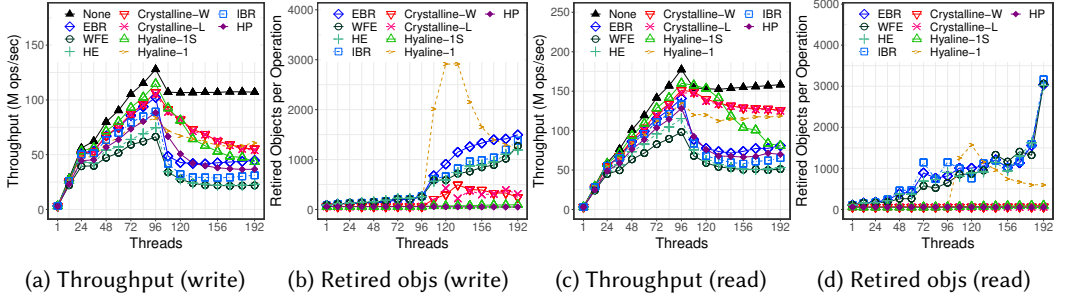 None
EBR
WFE
HE
Crystalline-W
Crystalline-L
Hyaline-1S
Hyaline-1
IBR
HP
Throughput (M ops/sec)
150
100
50
0
1 24 48 72 96 120 156 192
Threads
(a) Throughput (write)
EBR
WFE
HE
IBR
Crystalline-W
Crystalline-L
Hyaline-1S
Hyaline-1
HP
Retired Objects per Operation
4000
3000
2000
1000
0
1 24 48 72 96 120 156 192
Threads
(b) Retired objs (write)
None
EBR
WFE
HE
Crystalline-W
Crystalline-L
Hyaline-1S
Hyaline-1
IBR
HP
Throughput (M ops/sec)
250
200
150
100
50
0
1 24 48 72 96 120 156 192
Threads
(c) Throughput (read)
EBR
WFE
HE
IBR
Crystalline-W
Crystalline-L
Hyaline-1S
Hyaline-1
HP
Retired Objects per Operation
5000
4000
3000
2000
1000
0
1 24 48 72 96 120 156 192
Threads
(d) Retired objs (read)